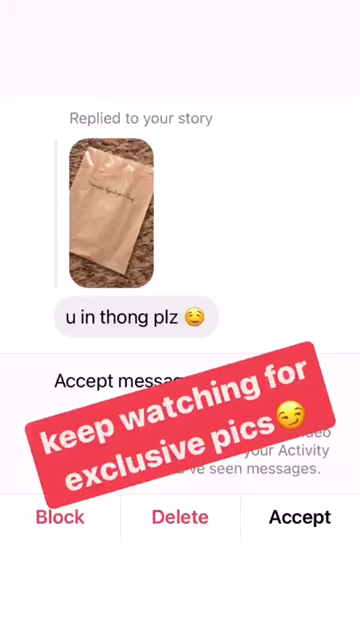 Replied to your story
u in thong plz 🤤
Accept messa
keep watching for
exclusive pics😏
your Activity
've seen messages.
Block
Delete
Accept